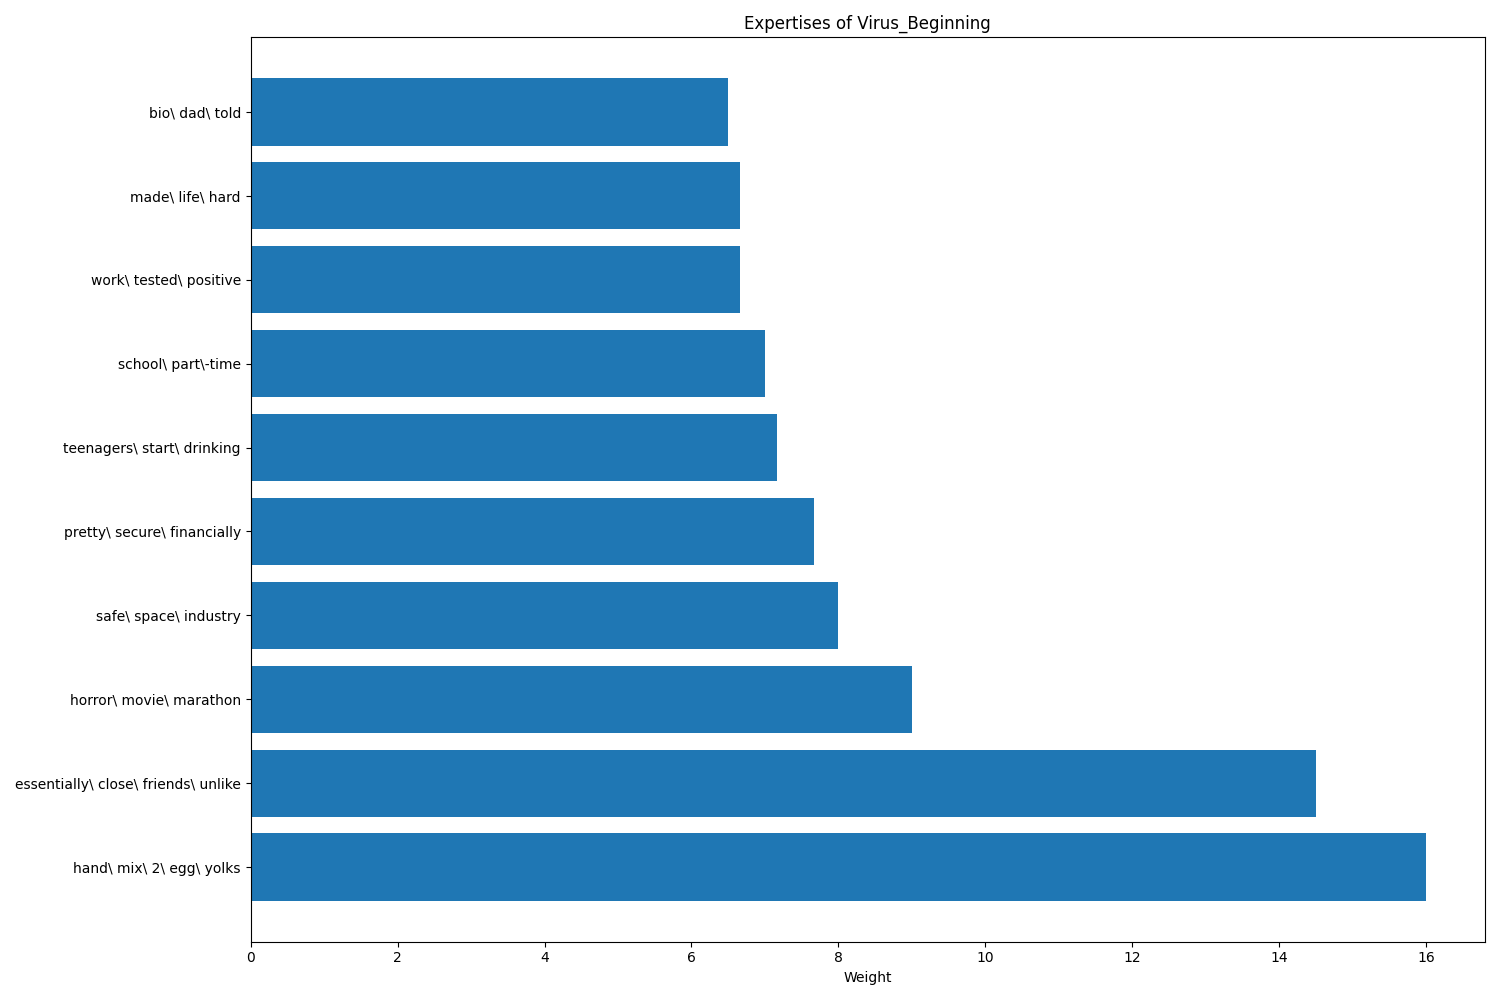 Expertises of Virus_Beginning
bio\ dad\ told
made\ life\ hard
work\ tested\ positive
school\ part\-time
teenagers\ start\ drinking
pretty\ secure\ financially
safe\ space\ industry
horror\ movie\ marathon
essentially\ close\ friends\ unlike
hand\ mix\ 2\ egg\ yolks
0 2 4 6 8 10 12 14 16
Weight